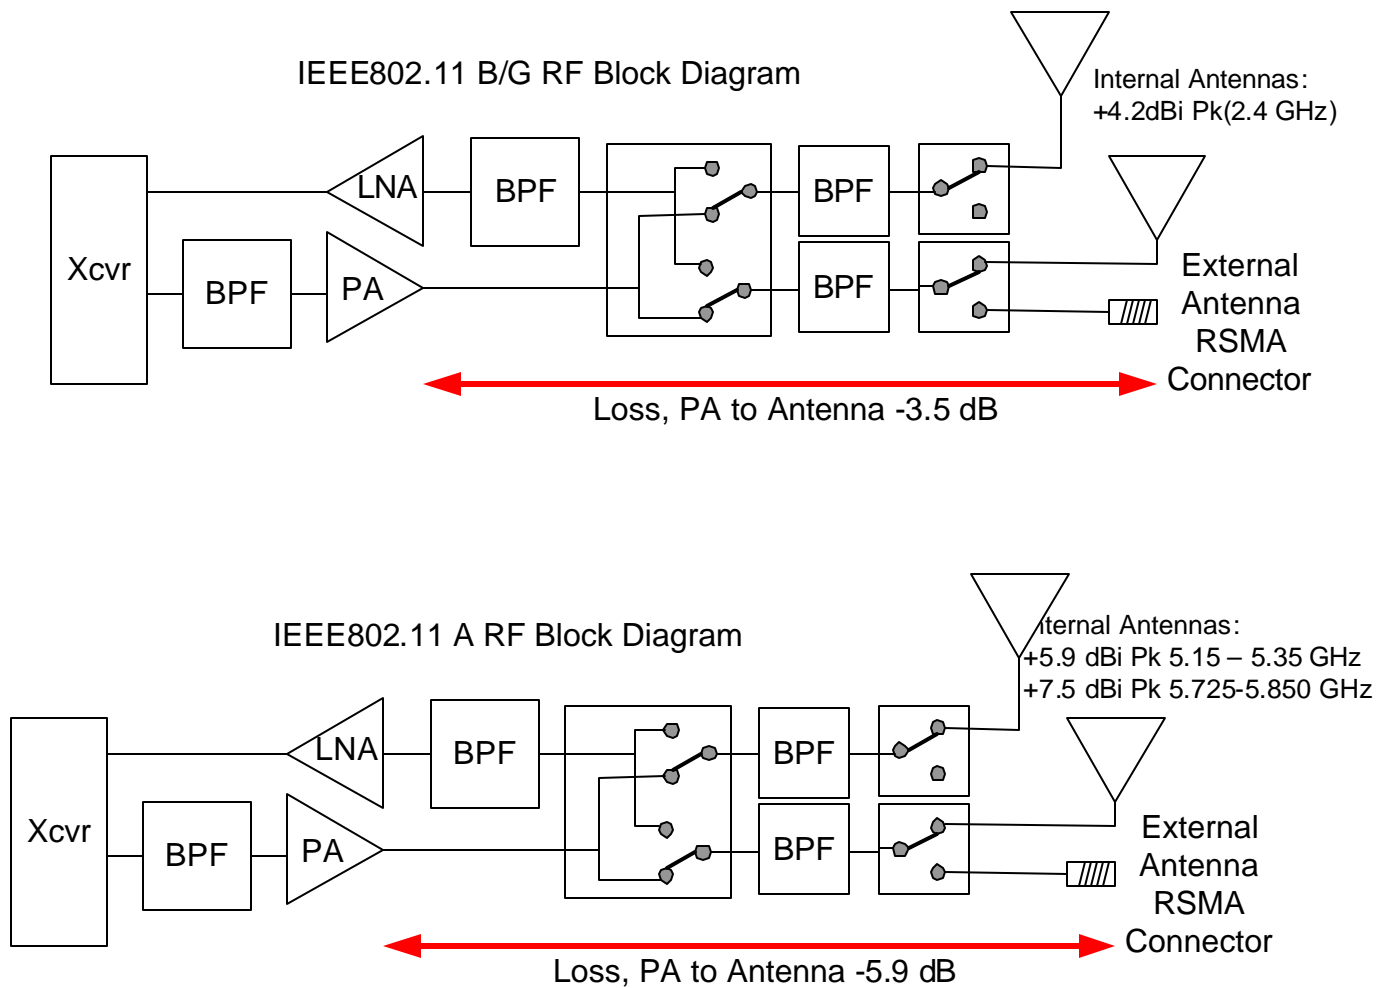 IEEE802.11 B/G RF Block Diagram
Internal Antennas:
+4.2dBi Pk(2.4 GHz)
LNA
BPF
BPF
Xcvr
BPF
PA
BPF
External
Antenna
RSMA
Connector
Loss, PA to Antenna -3.5 dB
IEEE802.11 A RF Block Diagram
nternal Antennas:
+5.9 dBi Pk 5.15 – 5.35 GHz
+7.5 dBi Pk 5.725-5.850 GHz
LNA
BPF
BPF
Xcvr
BPF
PA
BPF
External
Antenna
RSMA
Connector
Loss, PA to Antenna -5.9 dB